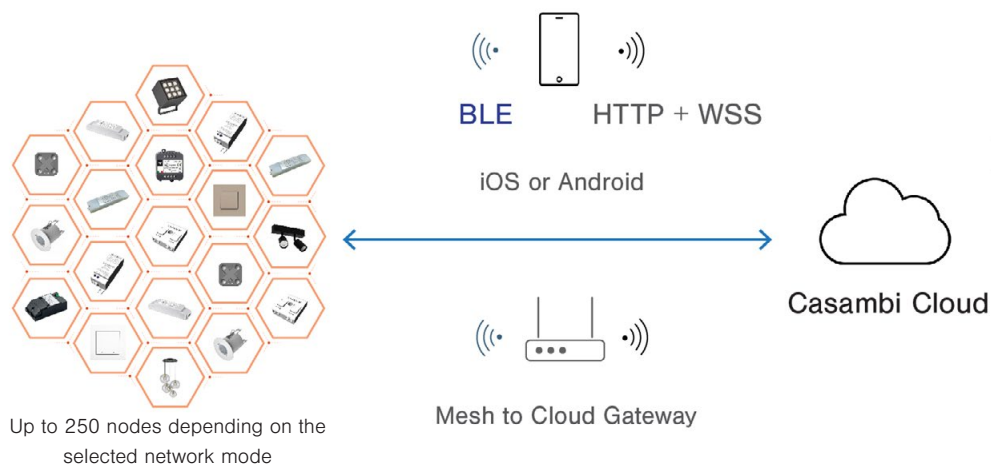 BLE
HTTP + WSS
iOS or Android
Casambi Cloud
Mesh to Cloud Gateway
Up to 250 nodes depending on the
selected network mode